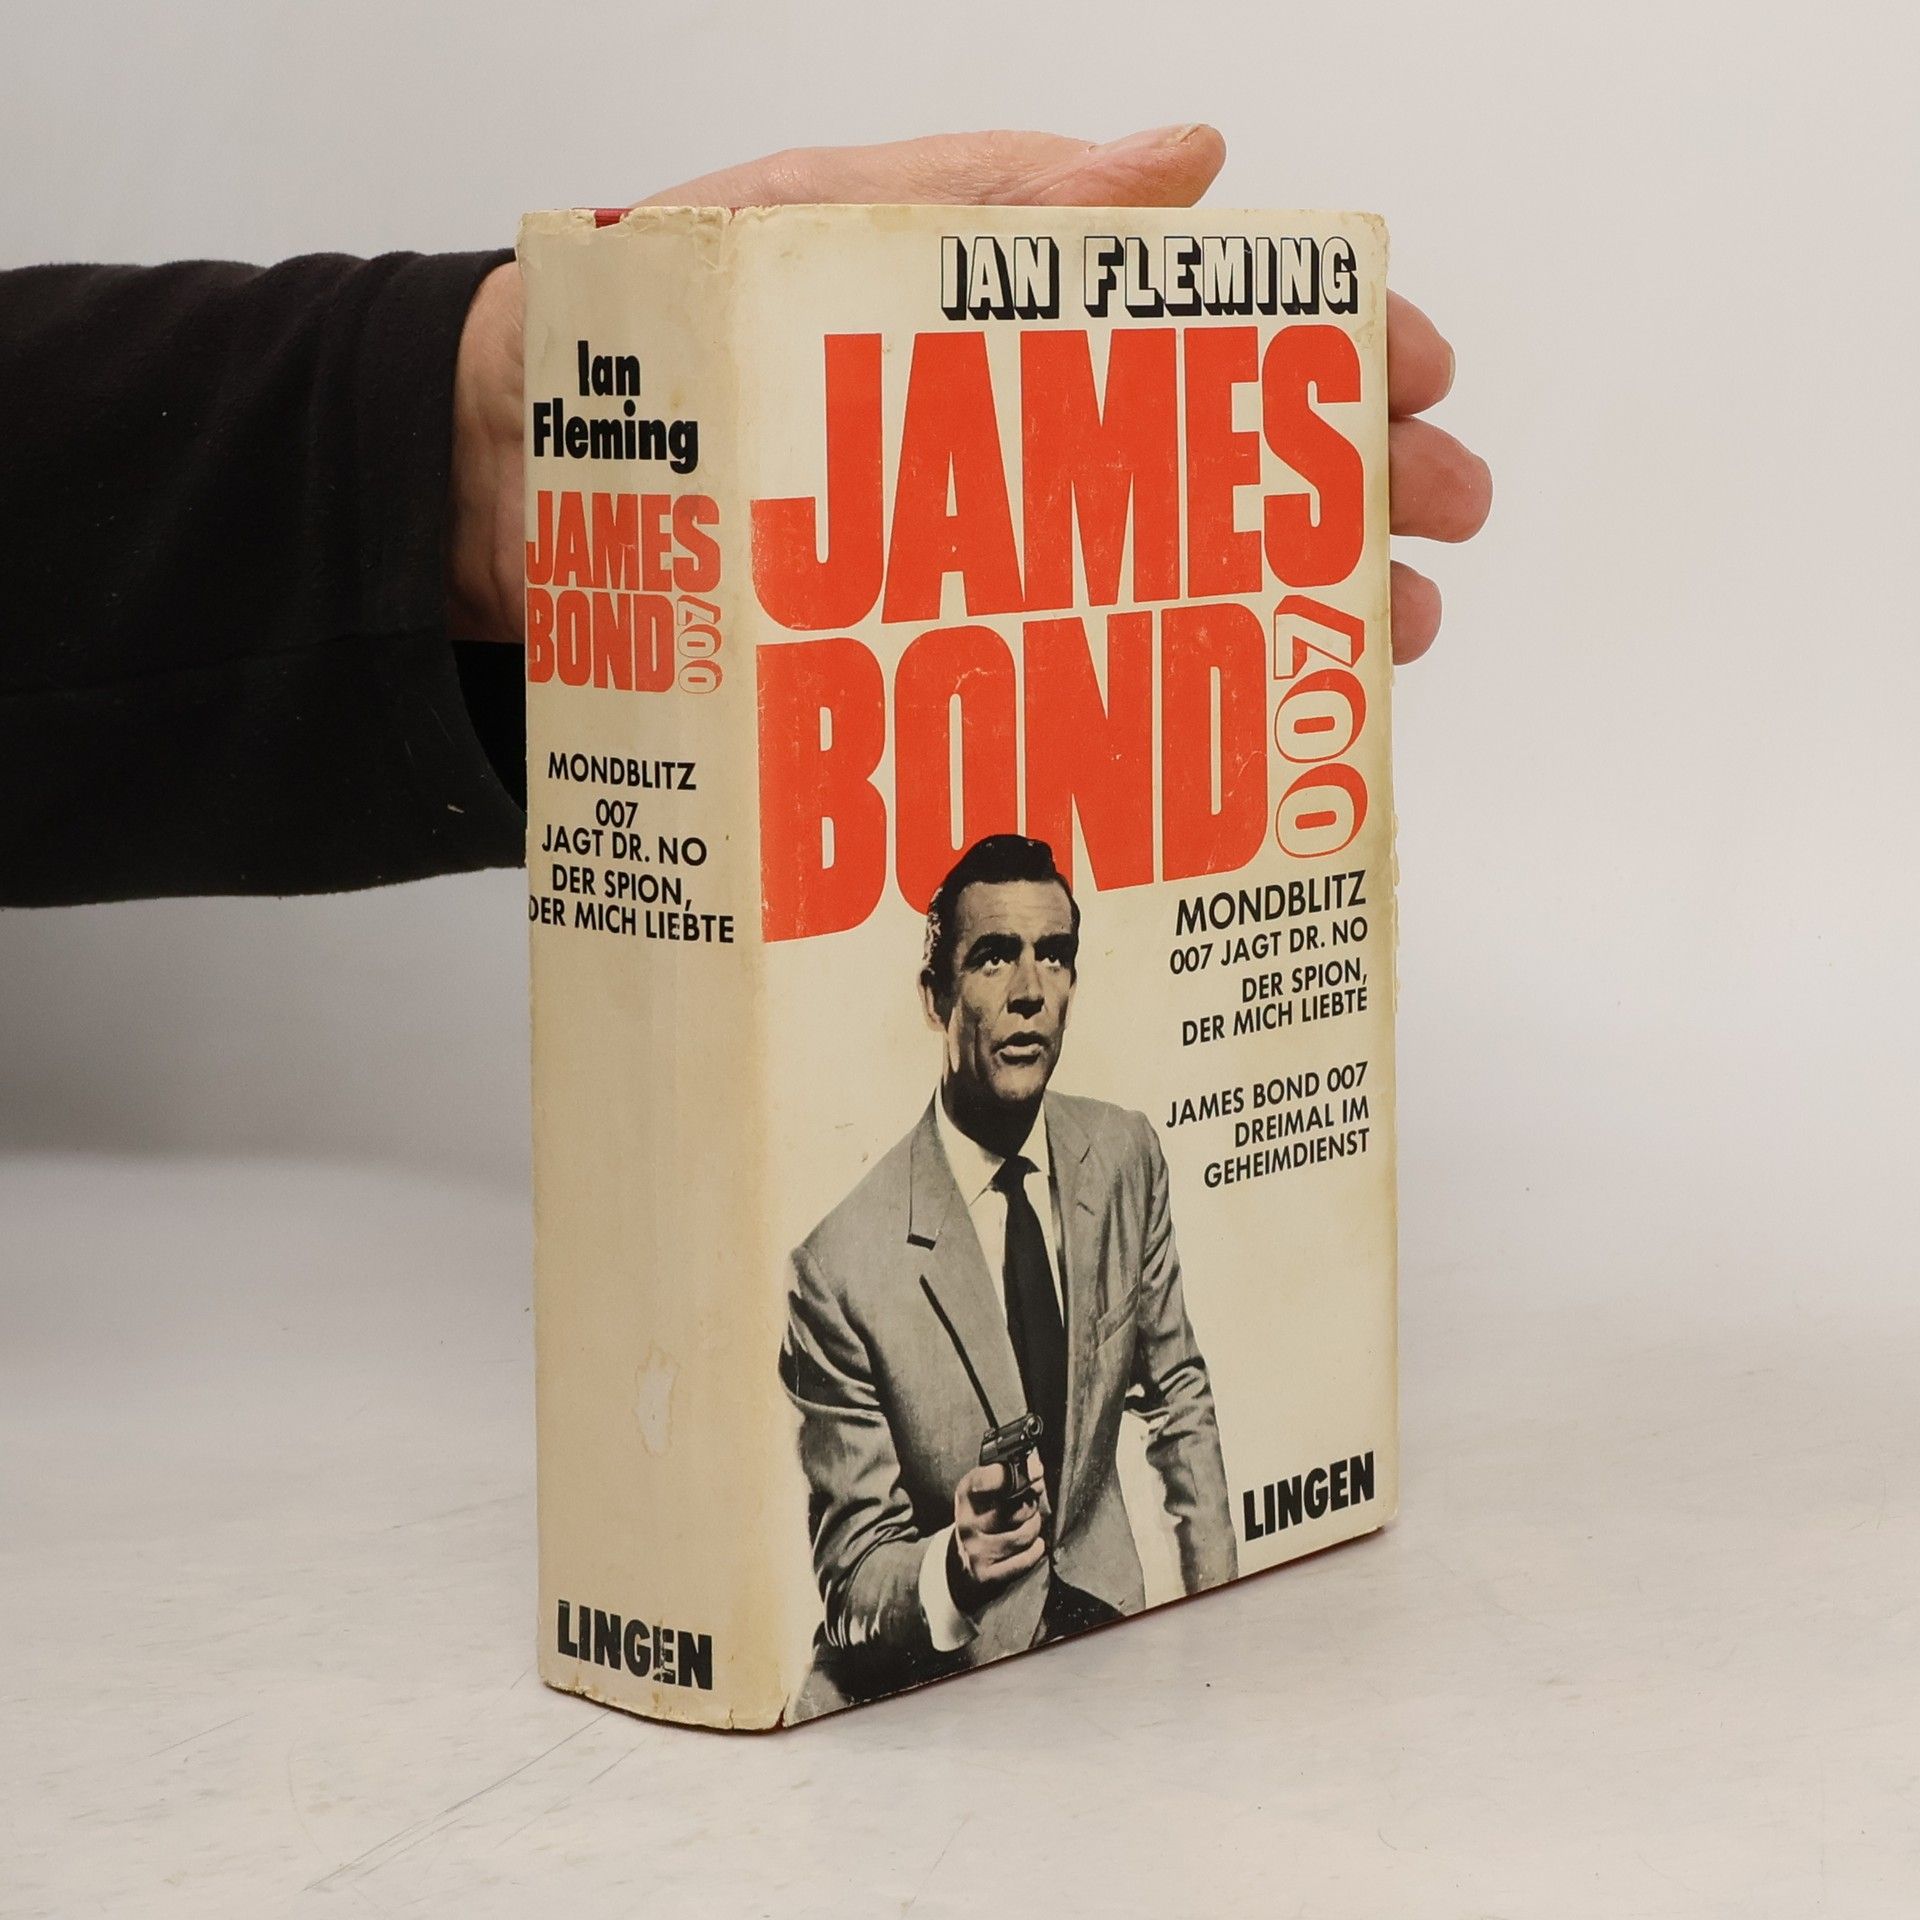 Ian
Fleming
JAMES
BOND 007
MONDBLITZ
007
JAGT DR. NO
DER SPION,
DER MICH LIEBTE
LINGEN
IAN FLEMING
JAMES
BOND 007
MONDBLITZ
007 JAGT DR. NO
DER SPION,
DER MICH LIEBTE
JAMES BOND 007
DREIMAL IM
GEHEIMDIENST
LINGEN